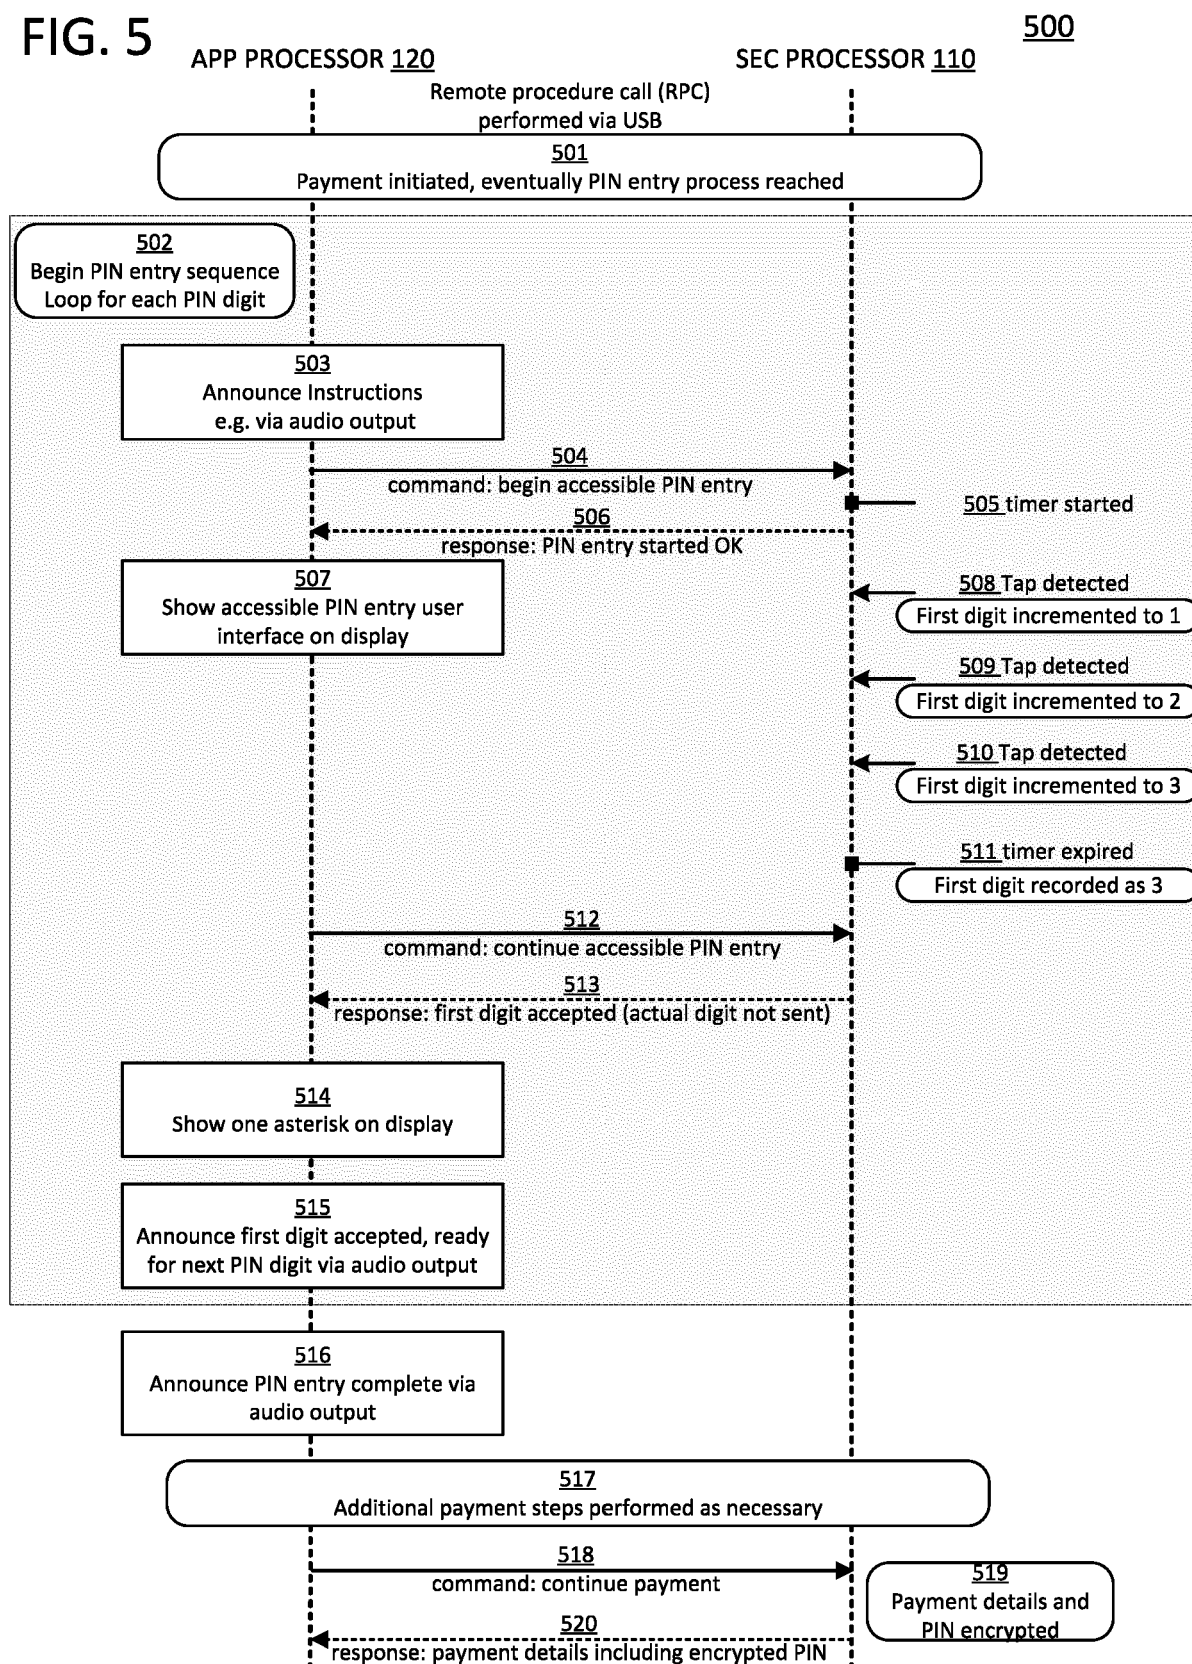 FIG. 5
500
APP PROCESSOR 120
SEC PROCESSOR 110
Remote procedure call (RPC)
performed via USB
501
Payment initiated, eventually PIN entry process reached
502
Begin PIN entry sequence
Loop for each PIN digit
503
Announce Instructions
e.g. via audio output
504
command: begin accessible PIN entry
505 timer started
506
response: PIN entry started OK
507
Show accessible PIN entry user
interface on display
508 Tap detected
First digit incremented to 1
509 Tap detected
First digit incremented to 2
510 Tap detected
First digit incremented to 3
511 timer expired
First digit recorded as 3
512
command: continue accessible PIN entry
513
response: first digit accepted (actual digit not sent)
514
Show one asterisk on display
515
Announce first digit accepted, ready
for next PIN digit via audio output
516
Announce PIN entry complete via
audio output
517
Additional payment steps performed as necessary
518
command: continue payment
519
Payment details and
PIN encrypted
520
response: payment details including encrypted PIN